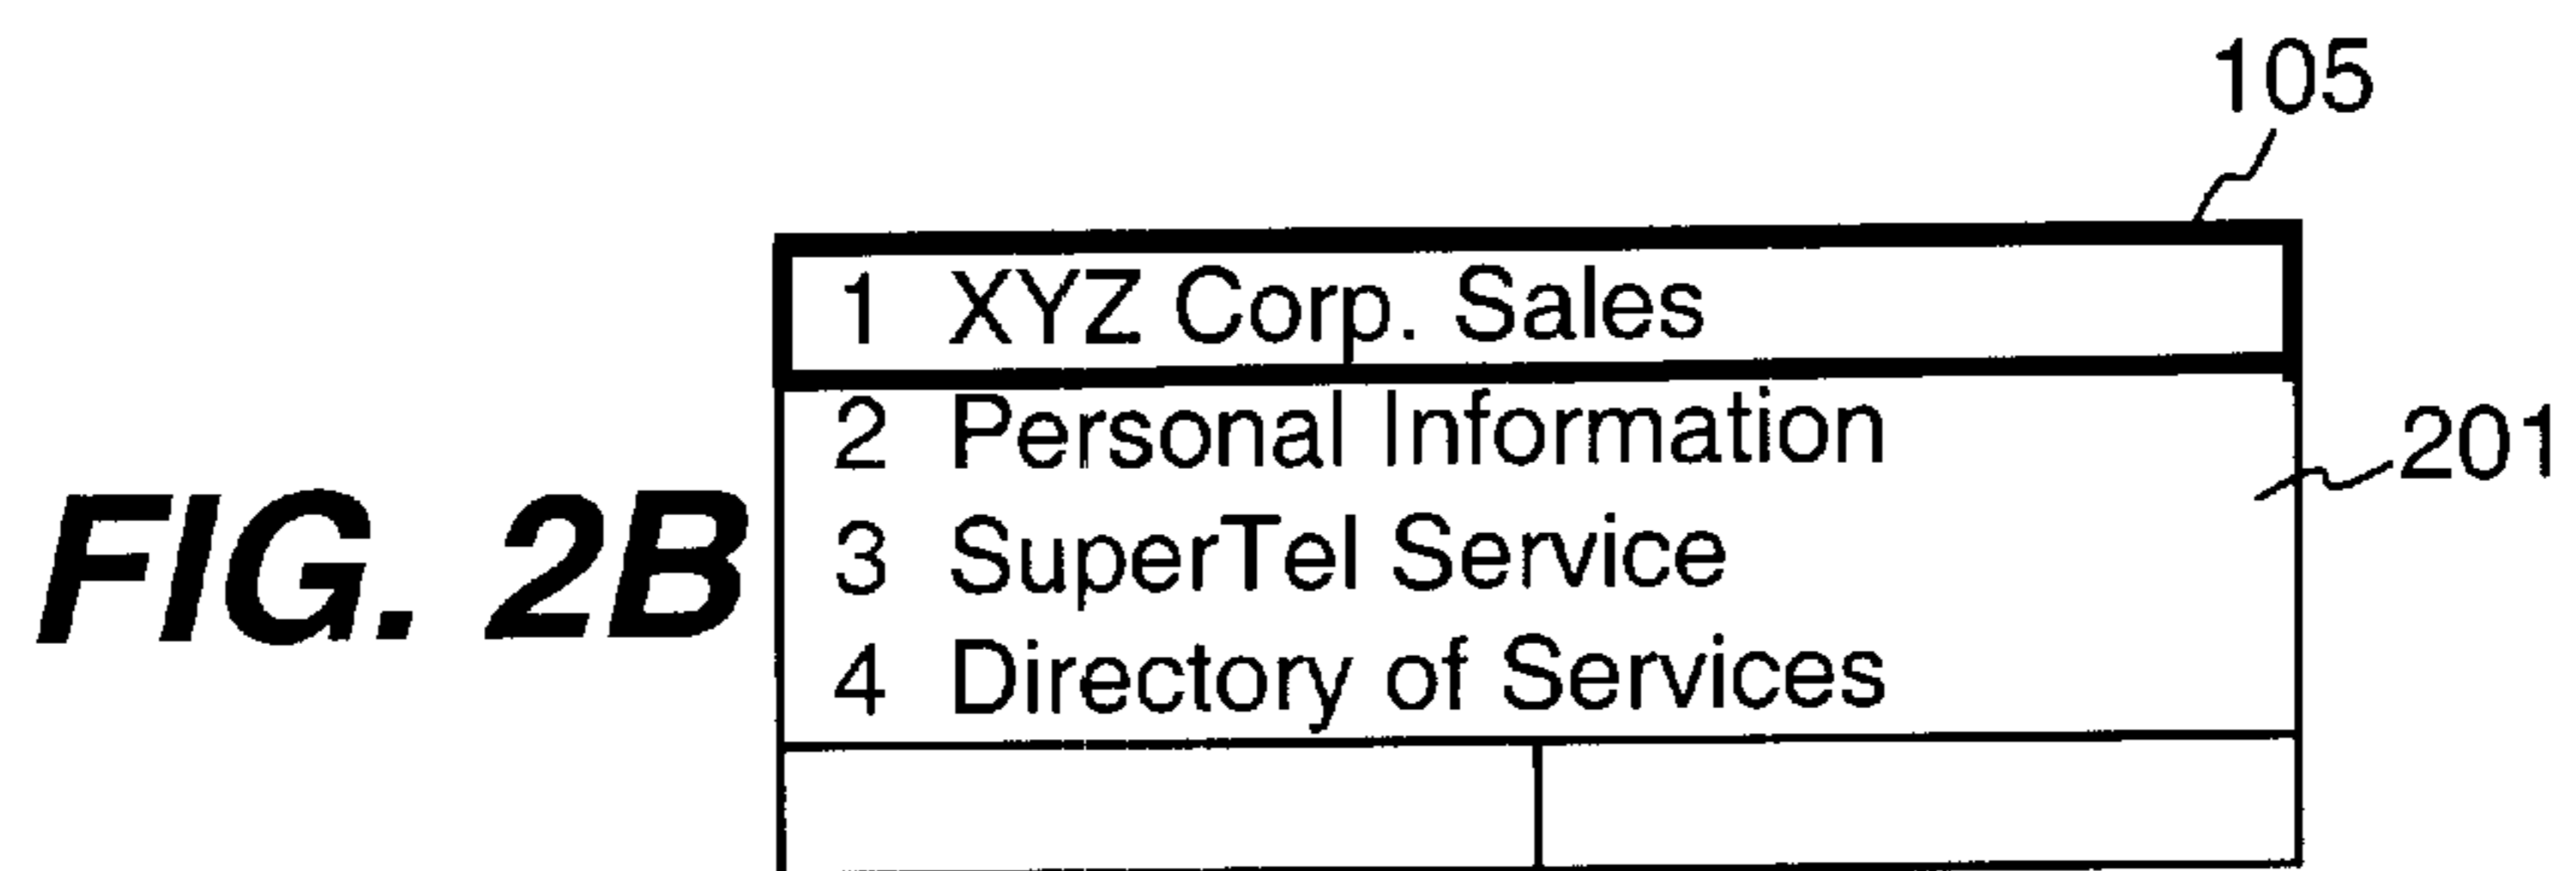 105
1 XYZ Corp. Sales
2 Personal Information
201
3 SuperTel Service
FIG. 2B
4 Directory of Services